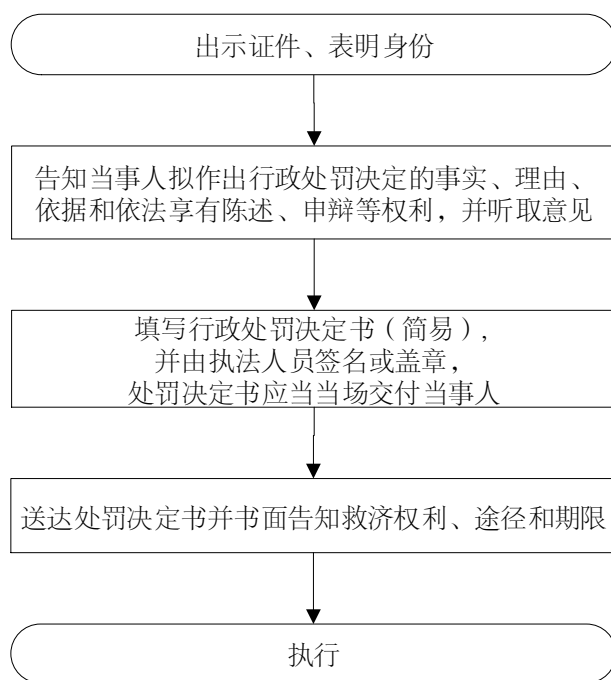 出示证件、表明身份
告知当事人拟作出行政处罚决定的事实、理由、
依据和依法享有陈述、申辩等权利，并听取意见
填写行政处罚决定书（简易），
并由执法人员签名或盖章，
处罚决定书应当当场交付当事人
送达处罚决定书并书面告知救济权利、途径和期限
执行